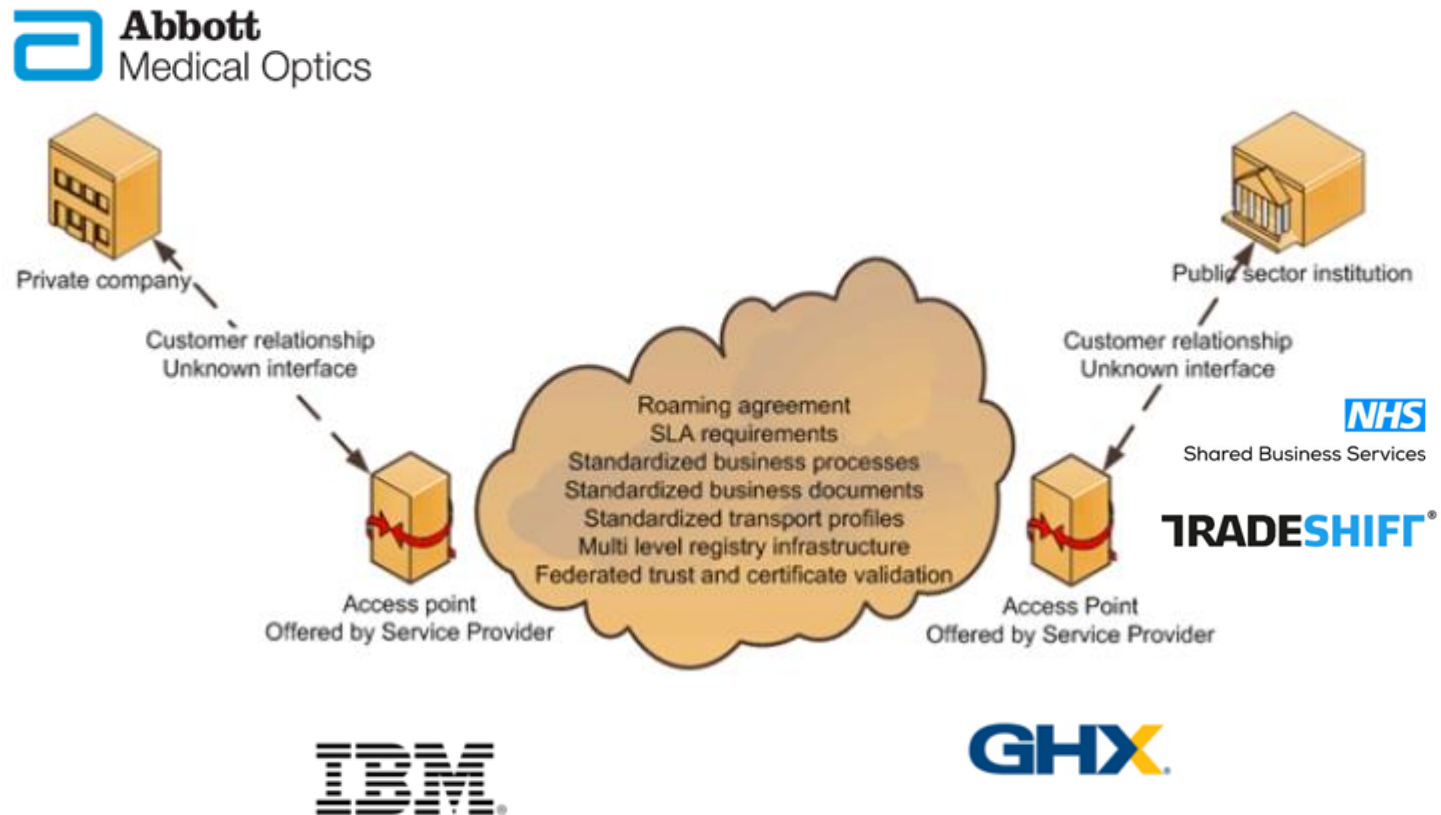 Abbott
Medical Optics
Private company
Public sector institution
Customer relationship
Unknown interface
Customer relationship
Unknown interface
NHS
Shared Business Services
TRADESHIFT®
Roaming agreement
SLA requirements
Standardized business processes
Standardized business documents
Standardized transport profiles
Multi level registry infrastructure
Federated trust and certificate validation
Access point
Offered by Service Provider
Access Point
Offered by Service Provider
IBM®
GHX®